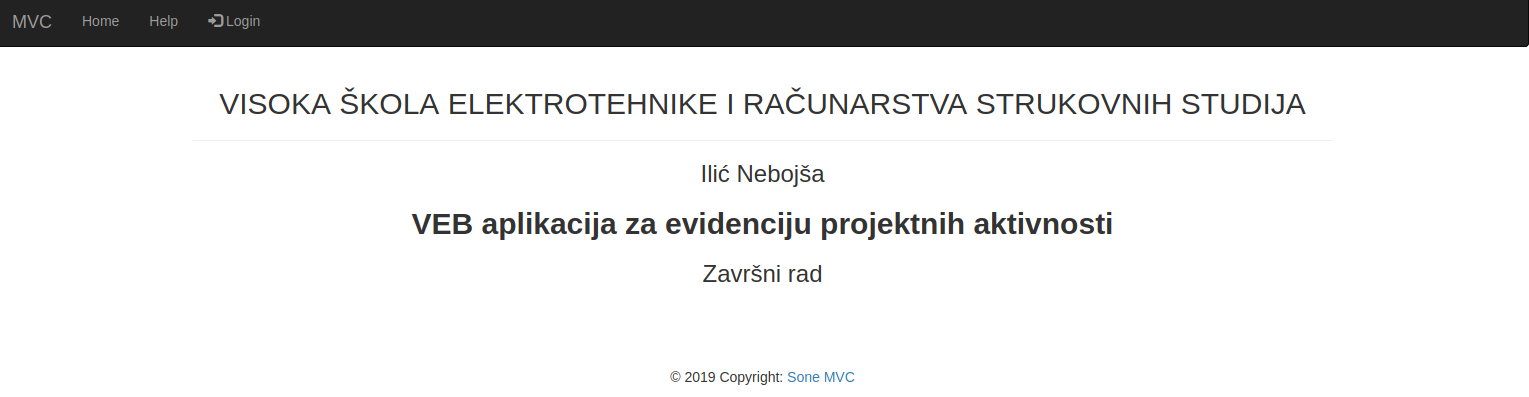 MVC Home Help Login
VISOKA ŠKOLA ELEKTROTEHNIKE I RAČUNARSTVA STRUKOVNIH STUDIJA
Ilić Nebojša
VEB aplikacija za evidenciju projektnih aktivnosti
Završni rad
© 2019 Copyright: Sone MVC